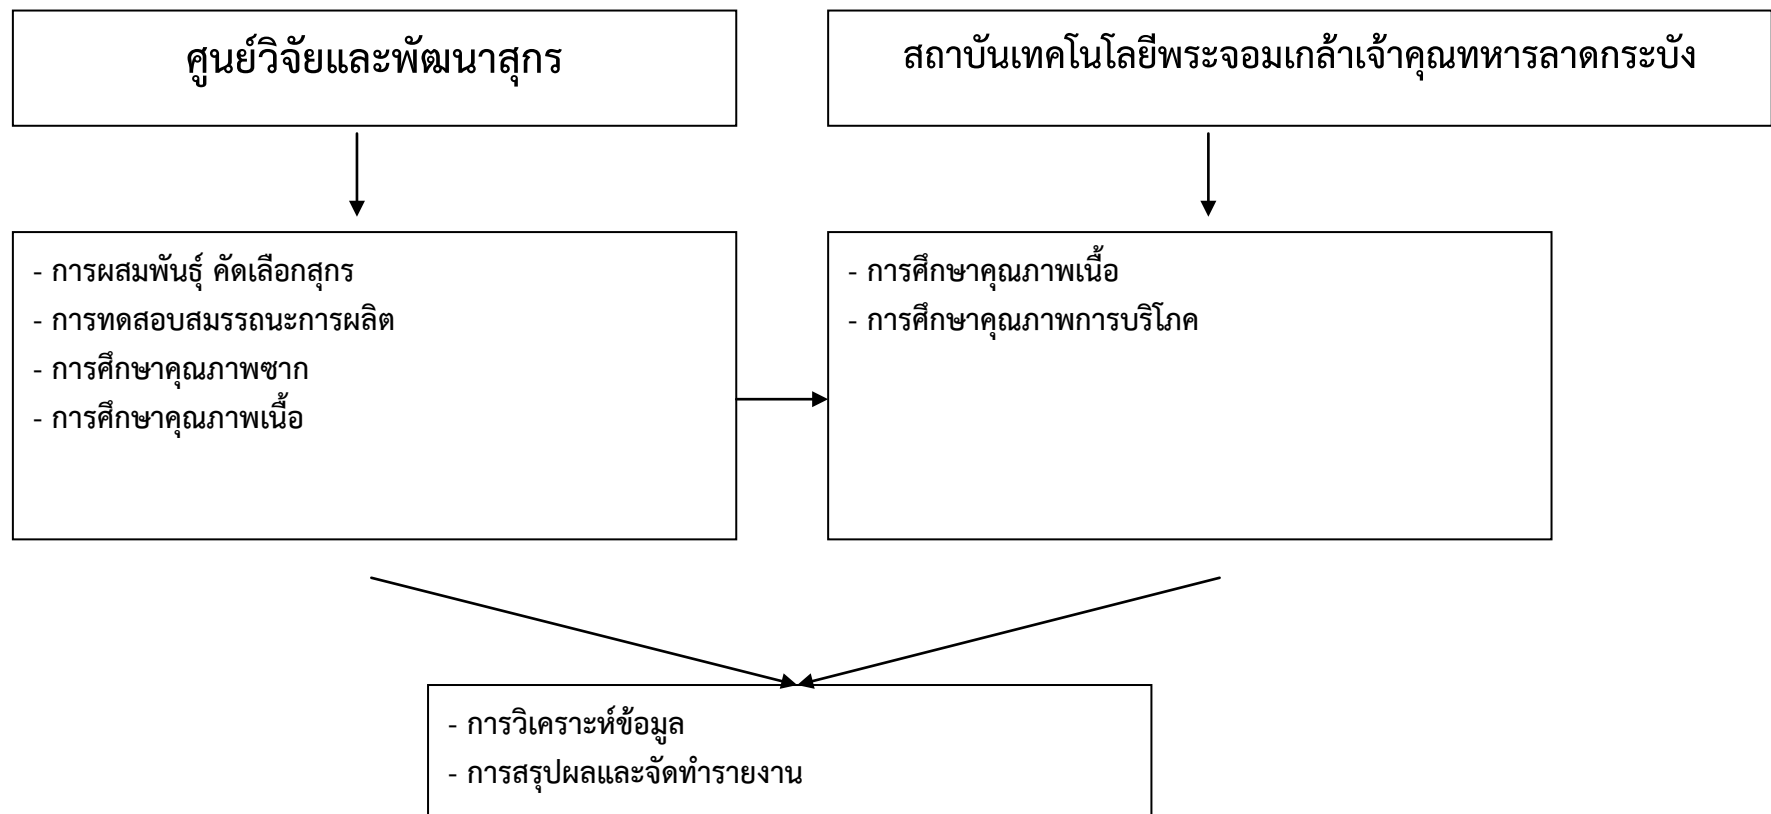 ศูนย์วิจัยและพัฒนาสุกร
สถาบันเทคโนโลยีพระจอมเกล้าเจ้าคุณทหารลาดกระบัง
- การผสมพันธุ์ คัดเลือกสุกร
- การทดสอบสมรรถนะการผลิต
- การศึกษาคุณภาพซาก
- การศึกษาคุณภาพเนื้อ
- การศึกษาคุณภาพเนื้อ
- การศึกษาคุณภาพการบริโภค
- การวิเคราะห์ข้อมูล
- การสรุปผลและจัดทำรายงาน